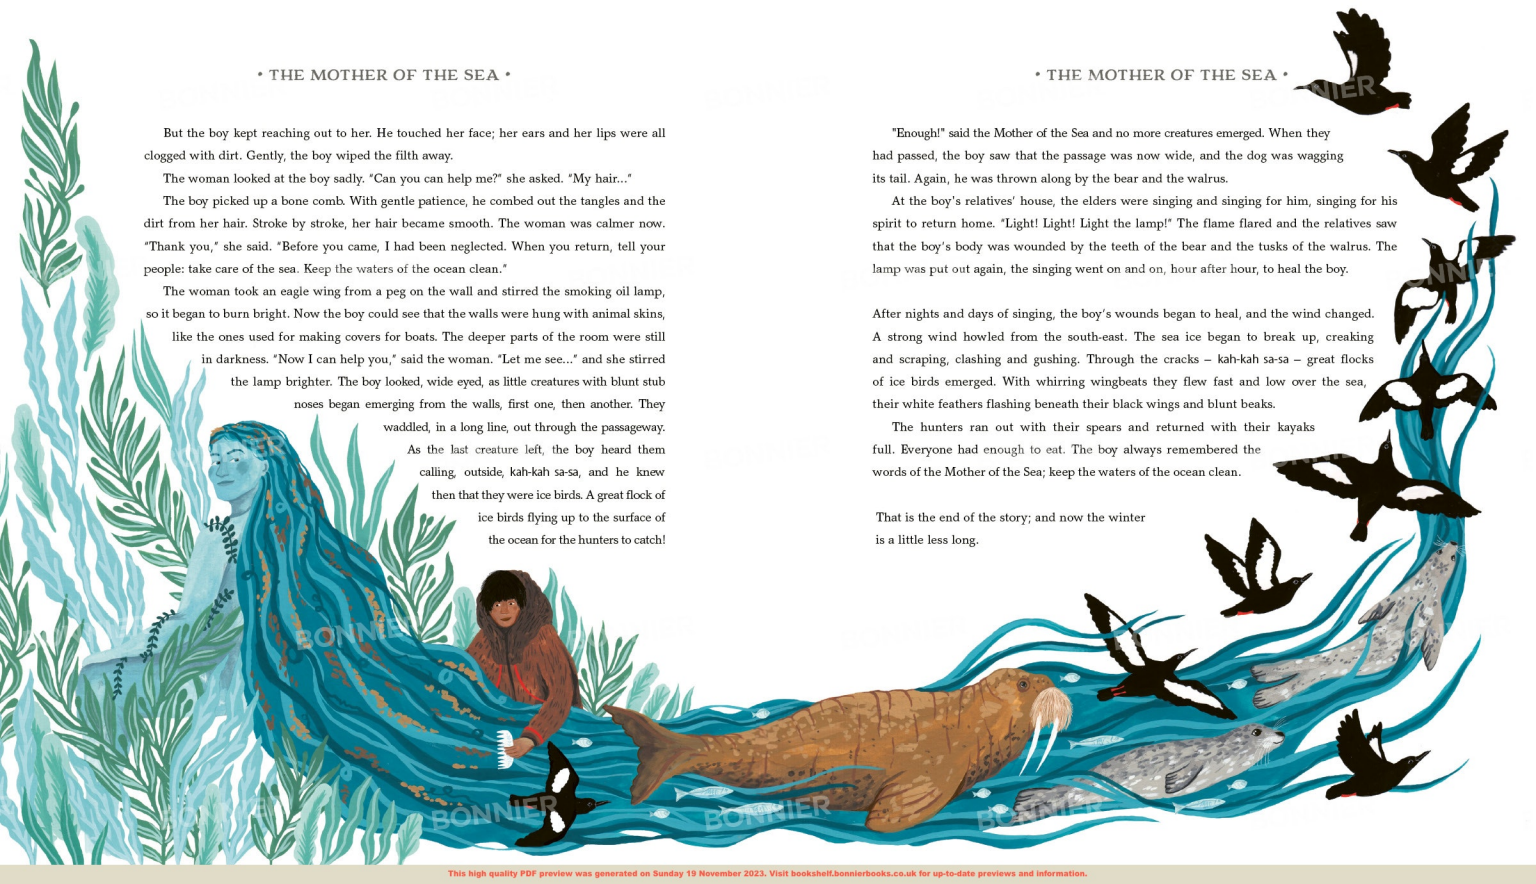 • THE MOTHER OF THE SEA •
But the boy kept reaching out to her. He touched her face; her ears and her lips were all
clogged with dirt. Gently, the boy wiped the filth away.
The woman looked at the boy sadly. “Can you can help me?” she asked. “My hair...”
The boy picked up a bone comb. With gentle patience, he combed out the tangles and the
dirt from her hair. Stroke by stroke, her hair became smooth. The woman was calmer now.
“Thank you,” she said. “Before you came, I had been neglected. When you return, tell your
people: take care of the sea. Keep the waters of the ocean clean.”
The woman took an eagle wing from a peg on the wall and stirred the smoking oil lamp,
so it began to burn bright. Now the boy could see that the walls were hung with animal skins,
like the ones used for making covers for boats. The deeper parts of the room were still
in darkness. “Now I can help you,” said the woman. “Let me see...” and she stirred
the lamp brighter. The boy looked, wide eyed, as little creatures with blunt stub
noses began emerging from the walls, first one, then another. They
waddled, in a long line, out through the passageway.
As the last creature left, the boy heard them
calling, outside, kah-kah sa-sa, and he knew
then that they were ice birds. A great flock of
ice birds flying up to the surface of
the ocean for the hunters to catch!
• THE MOTHER OF THE SEA •
"Enough!" said the Mother of the Sea and no more creatures emerged. When they
had passed, the boy saw that the passage was now wide, and the dog was wagging
its tail. Again, he was thrown along by the bear and the walrus.
At the boy’s relatives’ house, the elders were singing and singing for him, singing for his
spirit to return home. “Light! Light! Light the lamp!” The flame flared and the relatives saw
that the boy’s body was wounded by the teeth of the bear and the tusks of the walrus. The
lamp was put out again, the singing went on and on, hour after hour, to heal the boy.
After nights and days of singing, the boy’s wounds began to heal, and the wind changed.
A strong wind howled from the south-east. The sea ice began to break up, creaking
and scraping, clashing and gushing. Through the cracks – kah-kah sa-sa – great flocks
of ice birds emerged. With whirring wingbeats they flew fast and low over the sea,
their white feathers flashing beneath their black wings and blunt beaks.
The hunters ran out with their spears and returned with their kayaks
full. Everyone had enough to eat. The boy always remembered the
words of the Mother of the Sea; keep the waters of the ocean clean.
That is the end of the story; and now the winter
is a little less long.
BONNIER
BONNIER
BONNIER
BONNIER
BONNIER
This high quality PDF preview was generated on Sunday 19 November 2023. Visit bookshelf.bonnierbooks.co.uk for up-to-date previews and information.